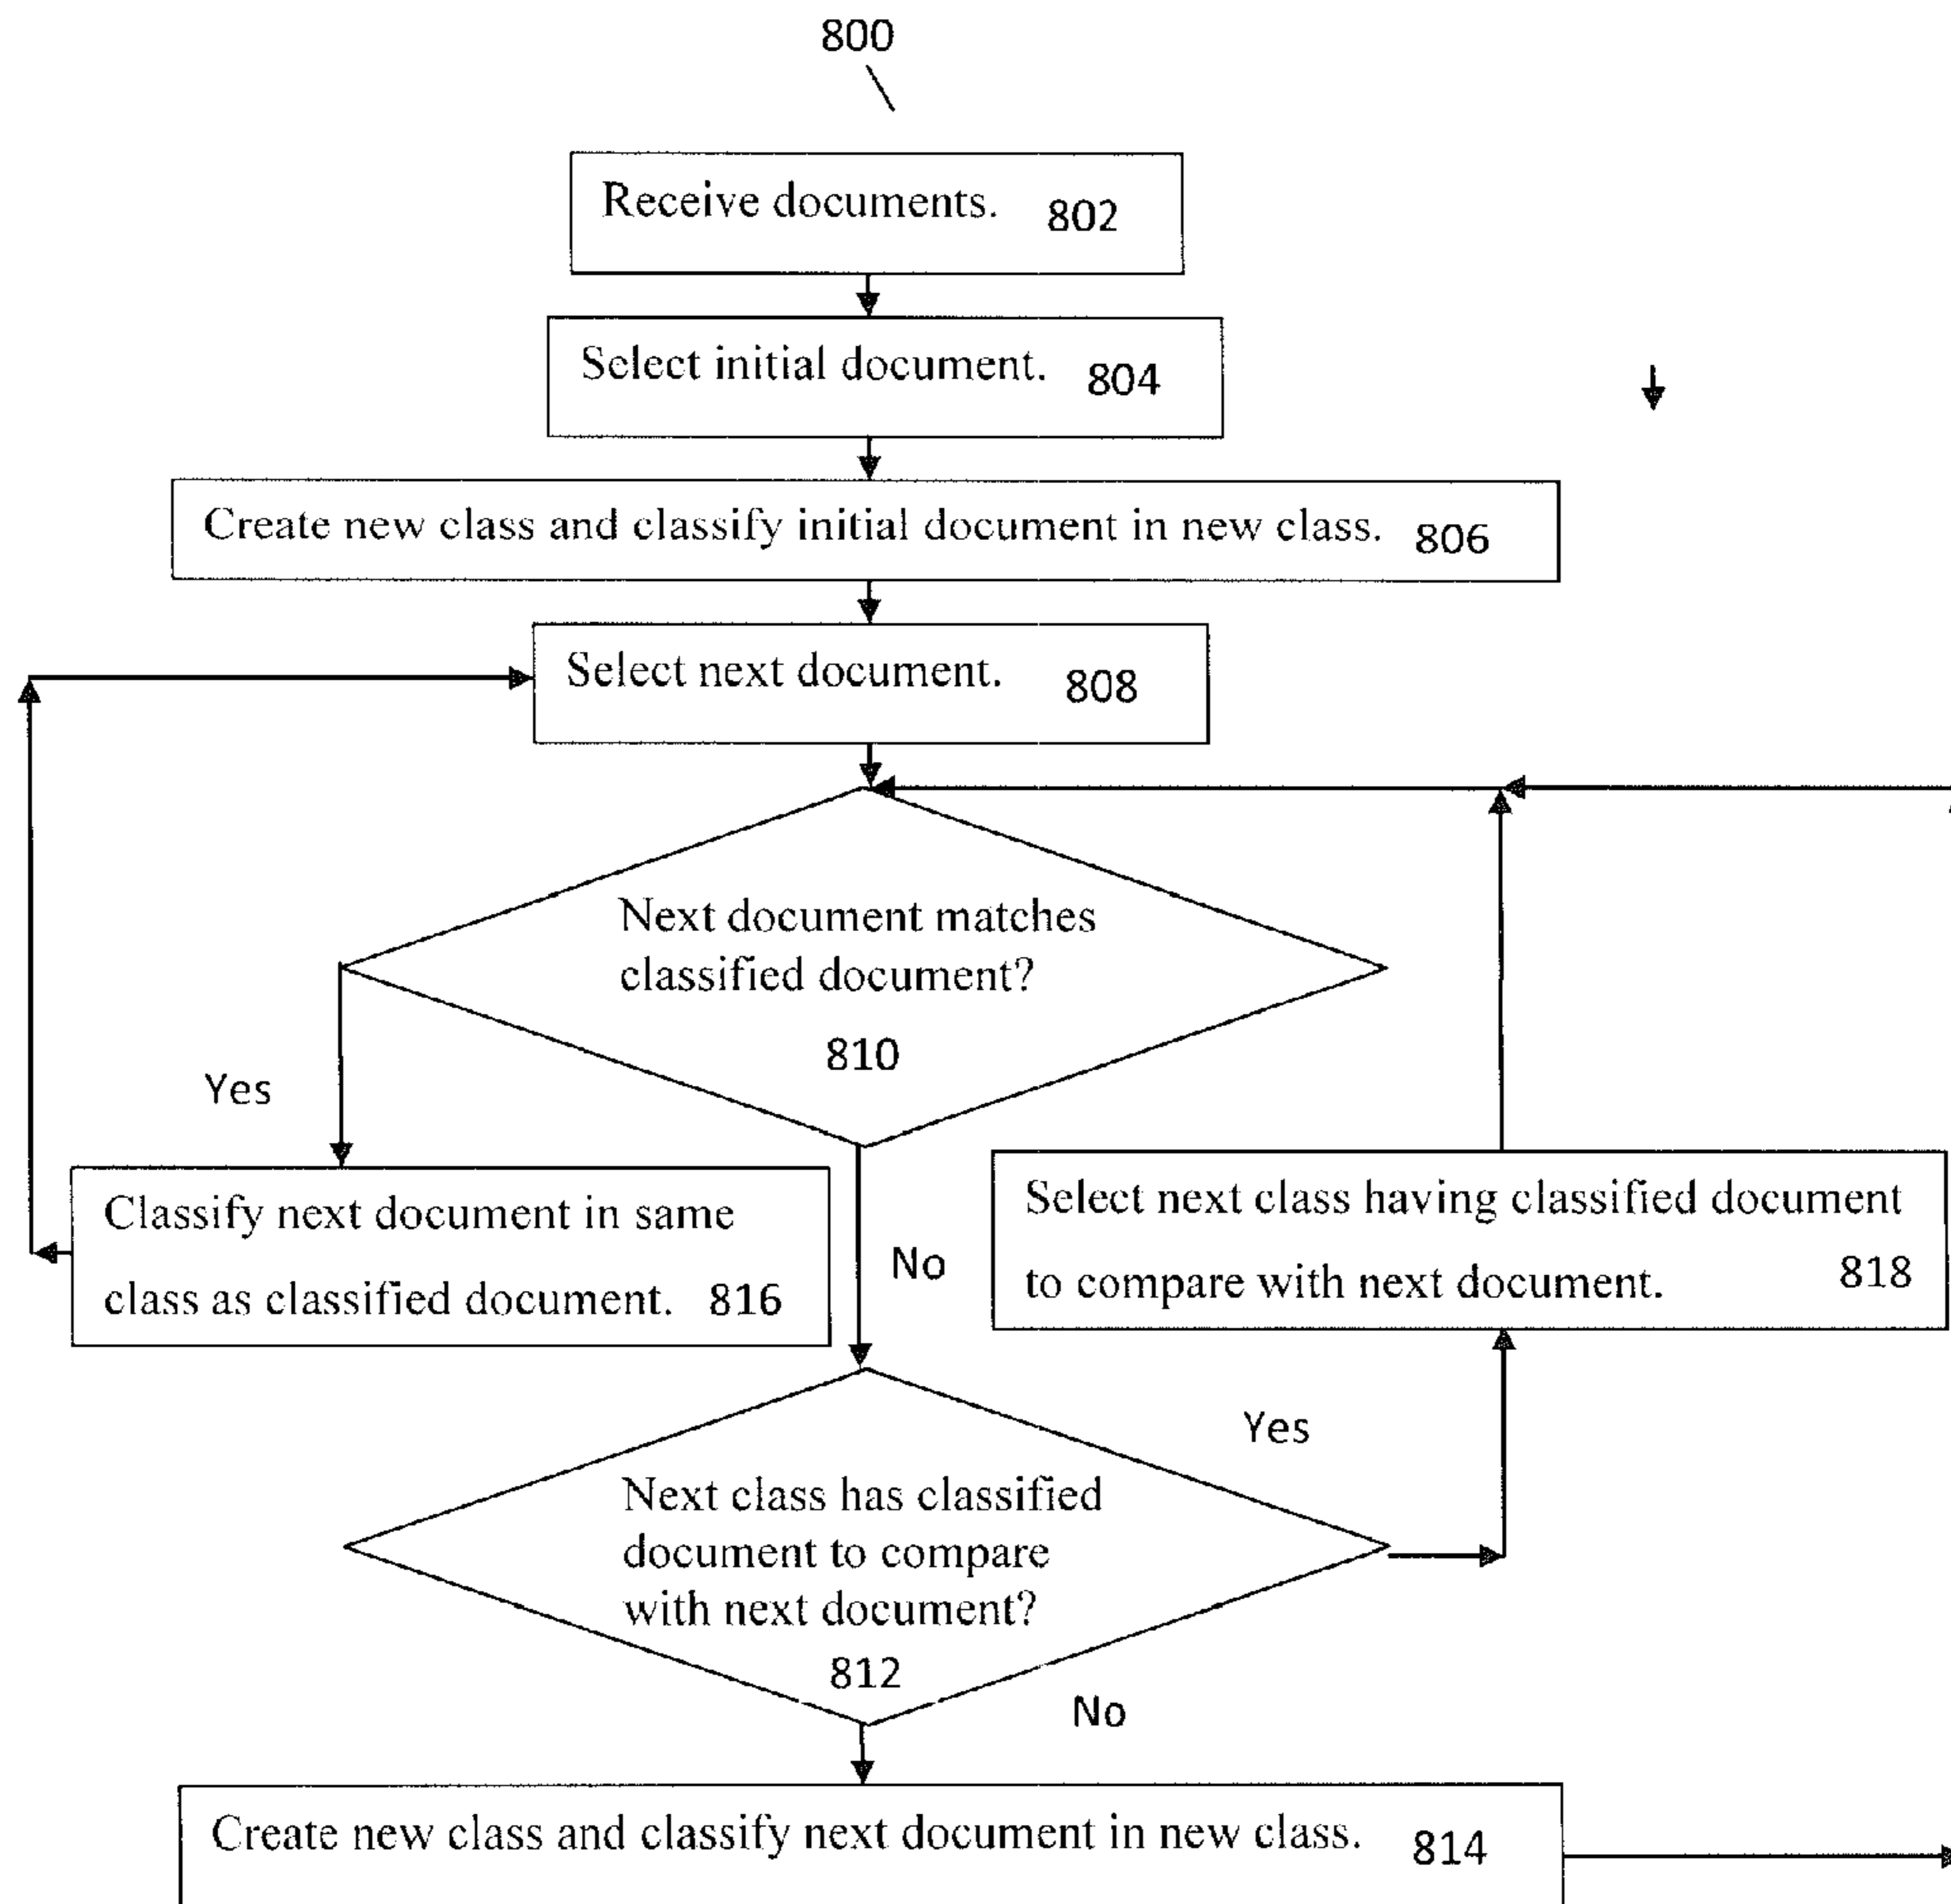 800
Receive documents. 802
Select initial document. 804
Create new class and classify initial document in new class. 806
Select next document. 808
Next document matches
classified document?
810
Yes
Classify next document in same
class as classified document. 816
No
Select next class having classified document
to compare with next document. 818
Yes
Next class has classified
document to compare
with next document?
812
No
Create new class and classify next document in new class. 814